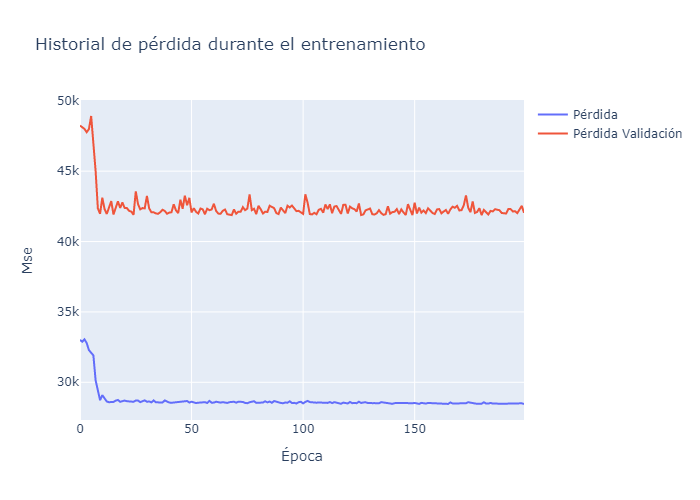 Historial de pérdida durante el entrenamiento
50k
45k
40k
35k
30k
Mse
0
50
100
150
Época
Pérdida
Pérdida Validación